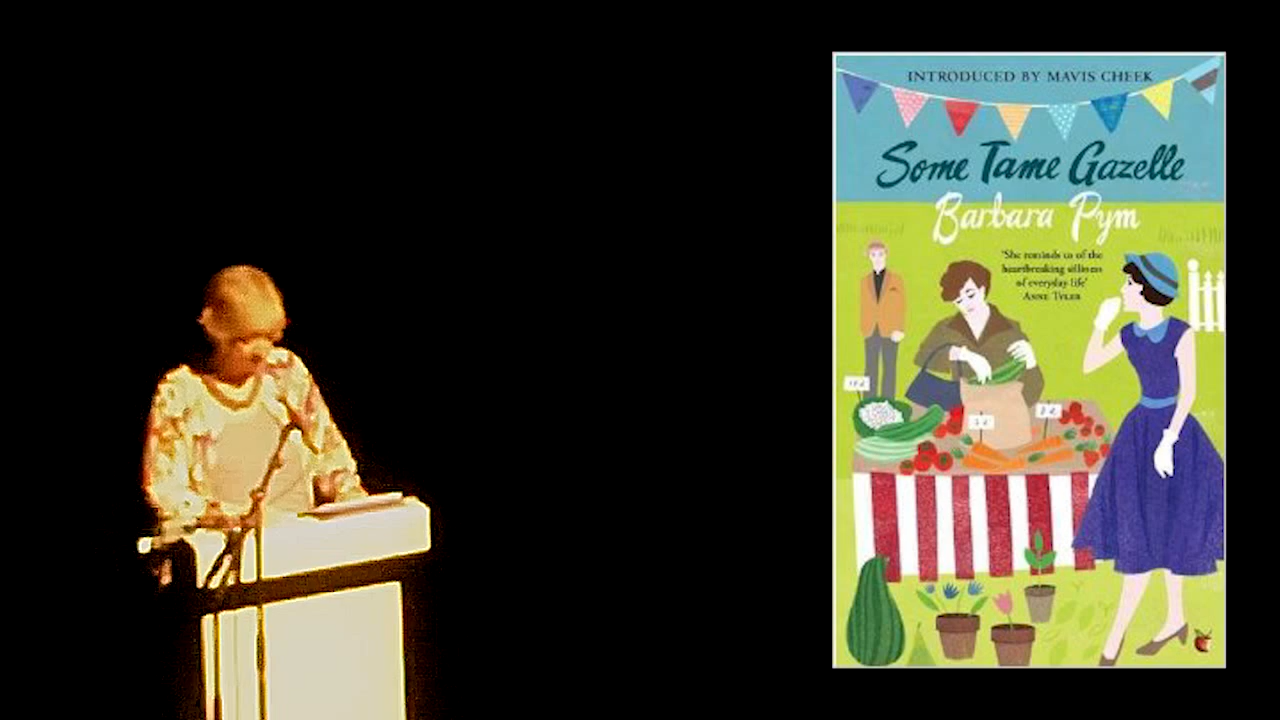 INTRODUCED BY MAVIS CHEEK
Some Tame Gazelle
Barbara Pym
'She reminds us of the
heartbreaking silliness
of everyday life'
ANNE TYLER